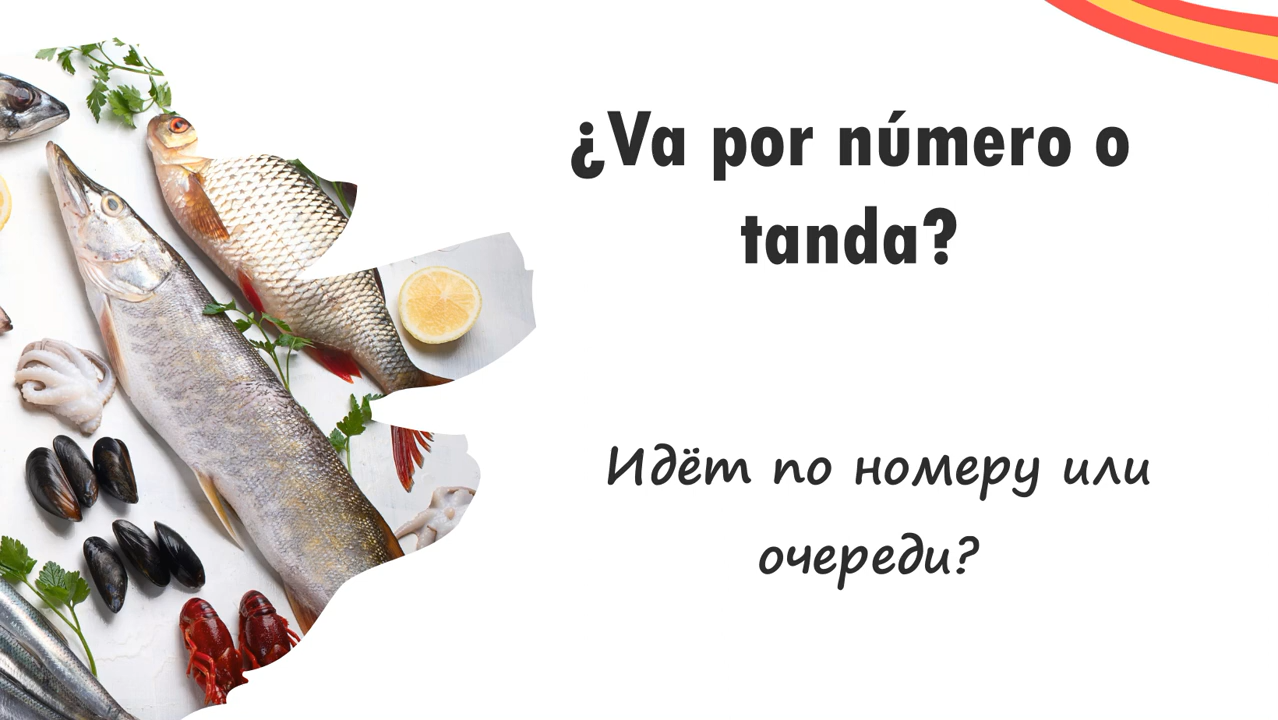 ¿Va por número o
tanda?
Идёт по номеру или
очереди?